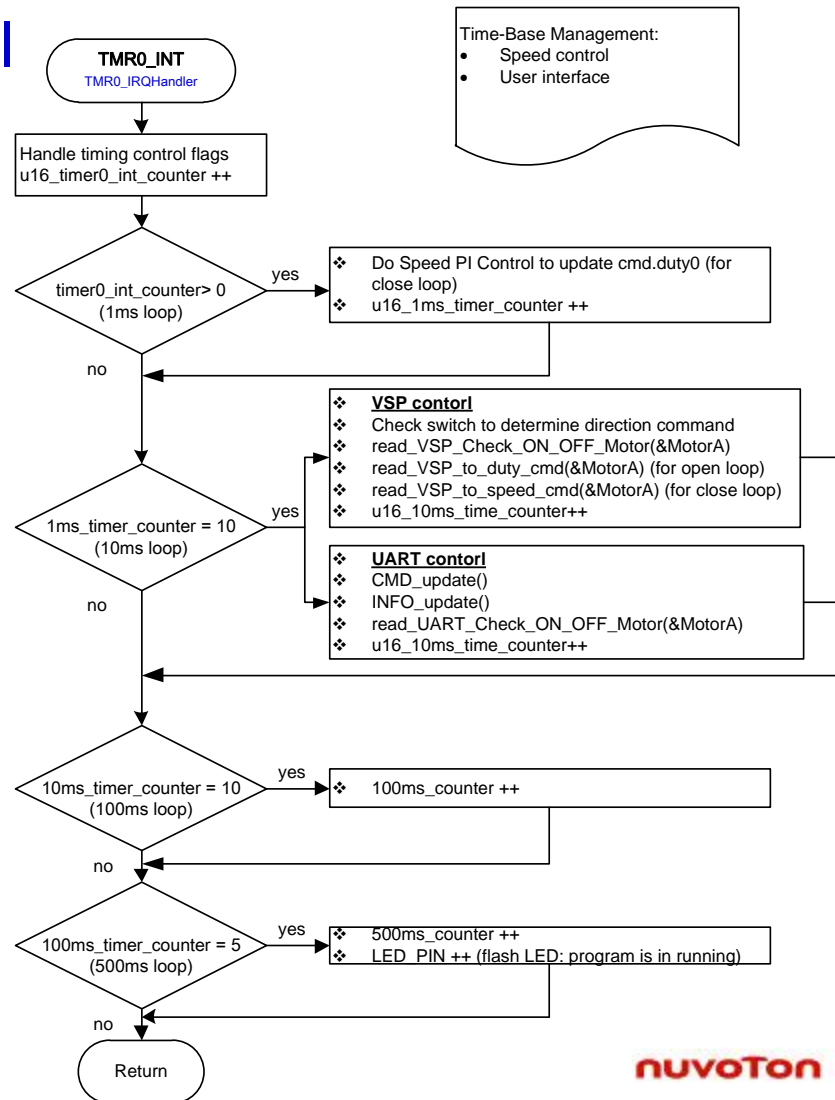 TMR0_INT
TMR0_IRQHandler
Time-Base Management:
• Speed control
• User interface
Handle timing control flags
u16_timer0_int_counter ++
timer0_int_counter> 0
(1ms loop)
yes
❖ Do Speed PI Control to update cmd.duty0 (for
close loop)
❖ u16_1ms_timer_counter ++
no
1ms_timer_counter = 10
(10ms loop)
yes
❖ VSP contorl
❖ Check switch to determine direction command
❖ read_VSP_Check_ON_OFF_Motor(&MotorA)
❖ read_VSP_to_duty_cmd(&MotorA) (for open loop)
❖ read_VSP_to_speed_cmd(&MotorA) (for close loop)
❖ u16_10ms_time_counter++
❖ UART contorl
❖ CMD_update()
❖ INFO_update()
❖ read_UART_Check_ON_OFF_Motor(&MotorA)
❖ u16_10ms_time_counter++
no
10ms_timer_counter = 10
(100ms loop)
yes
❖ 100ms_counter ++
no
100ms_timer_counter = 5
(500ms loop)
yes
❖ 500ms_counter ++
❖ LED_PIN ++ (flash LED: program is in running)
no
Return
nuvoTon